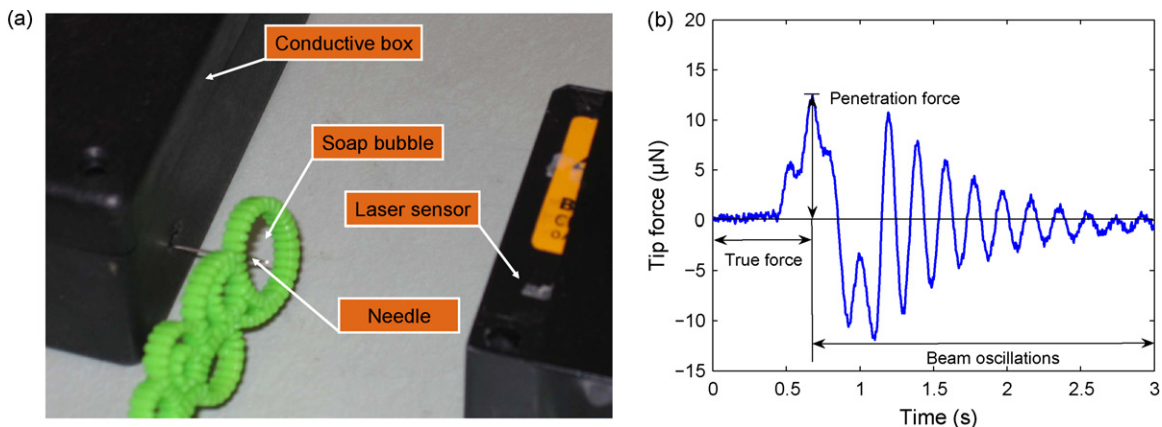 (a)
Conductive box
Soap bubble
Laser sensor
Needle
(b)
Tip force (µN)
20
15
10
5
0
−5
−10
−15
Penetration force
True force
Beam oscillations
0
0.5
1
1.5
2
2.5
3
Time (s)